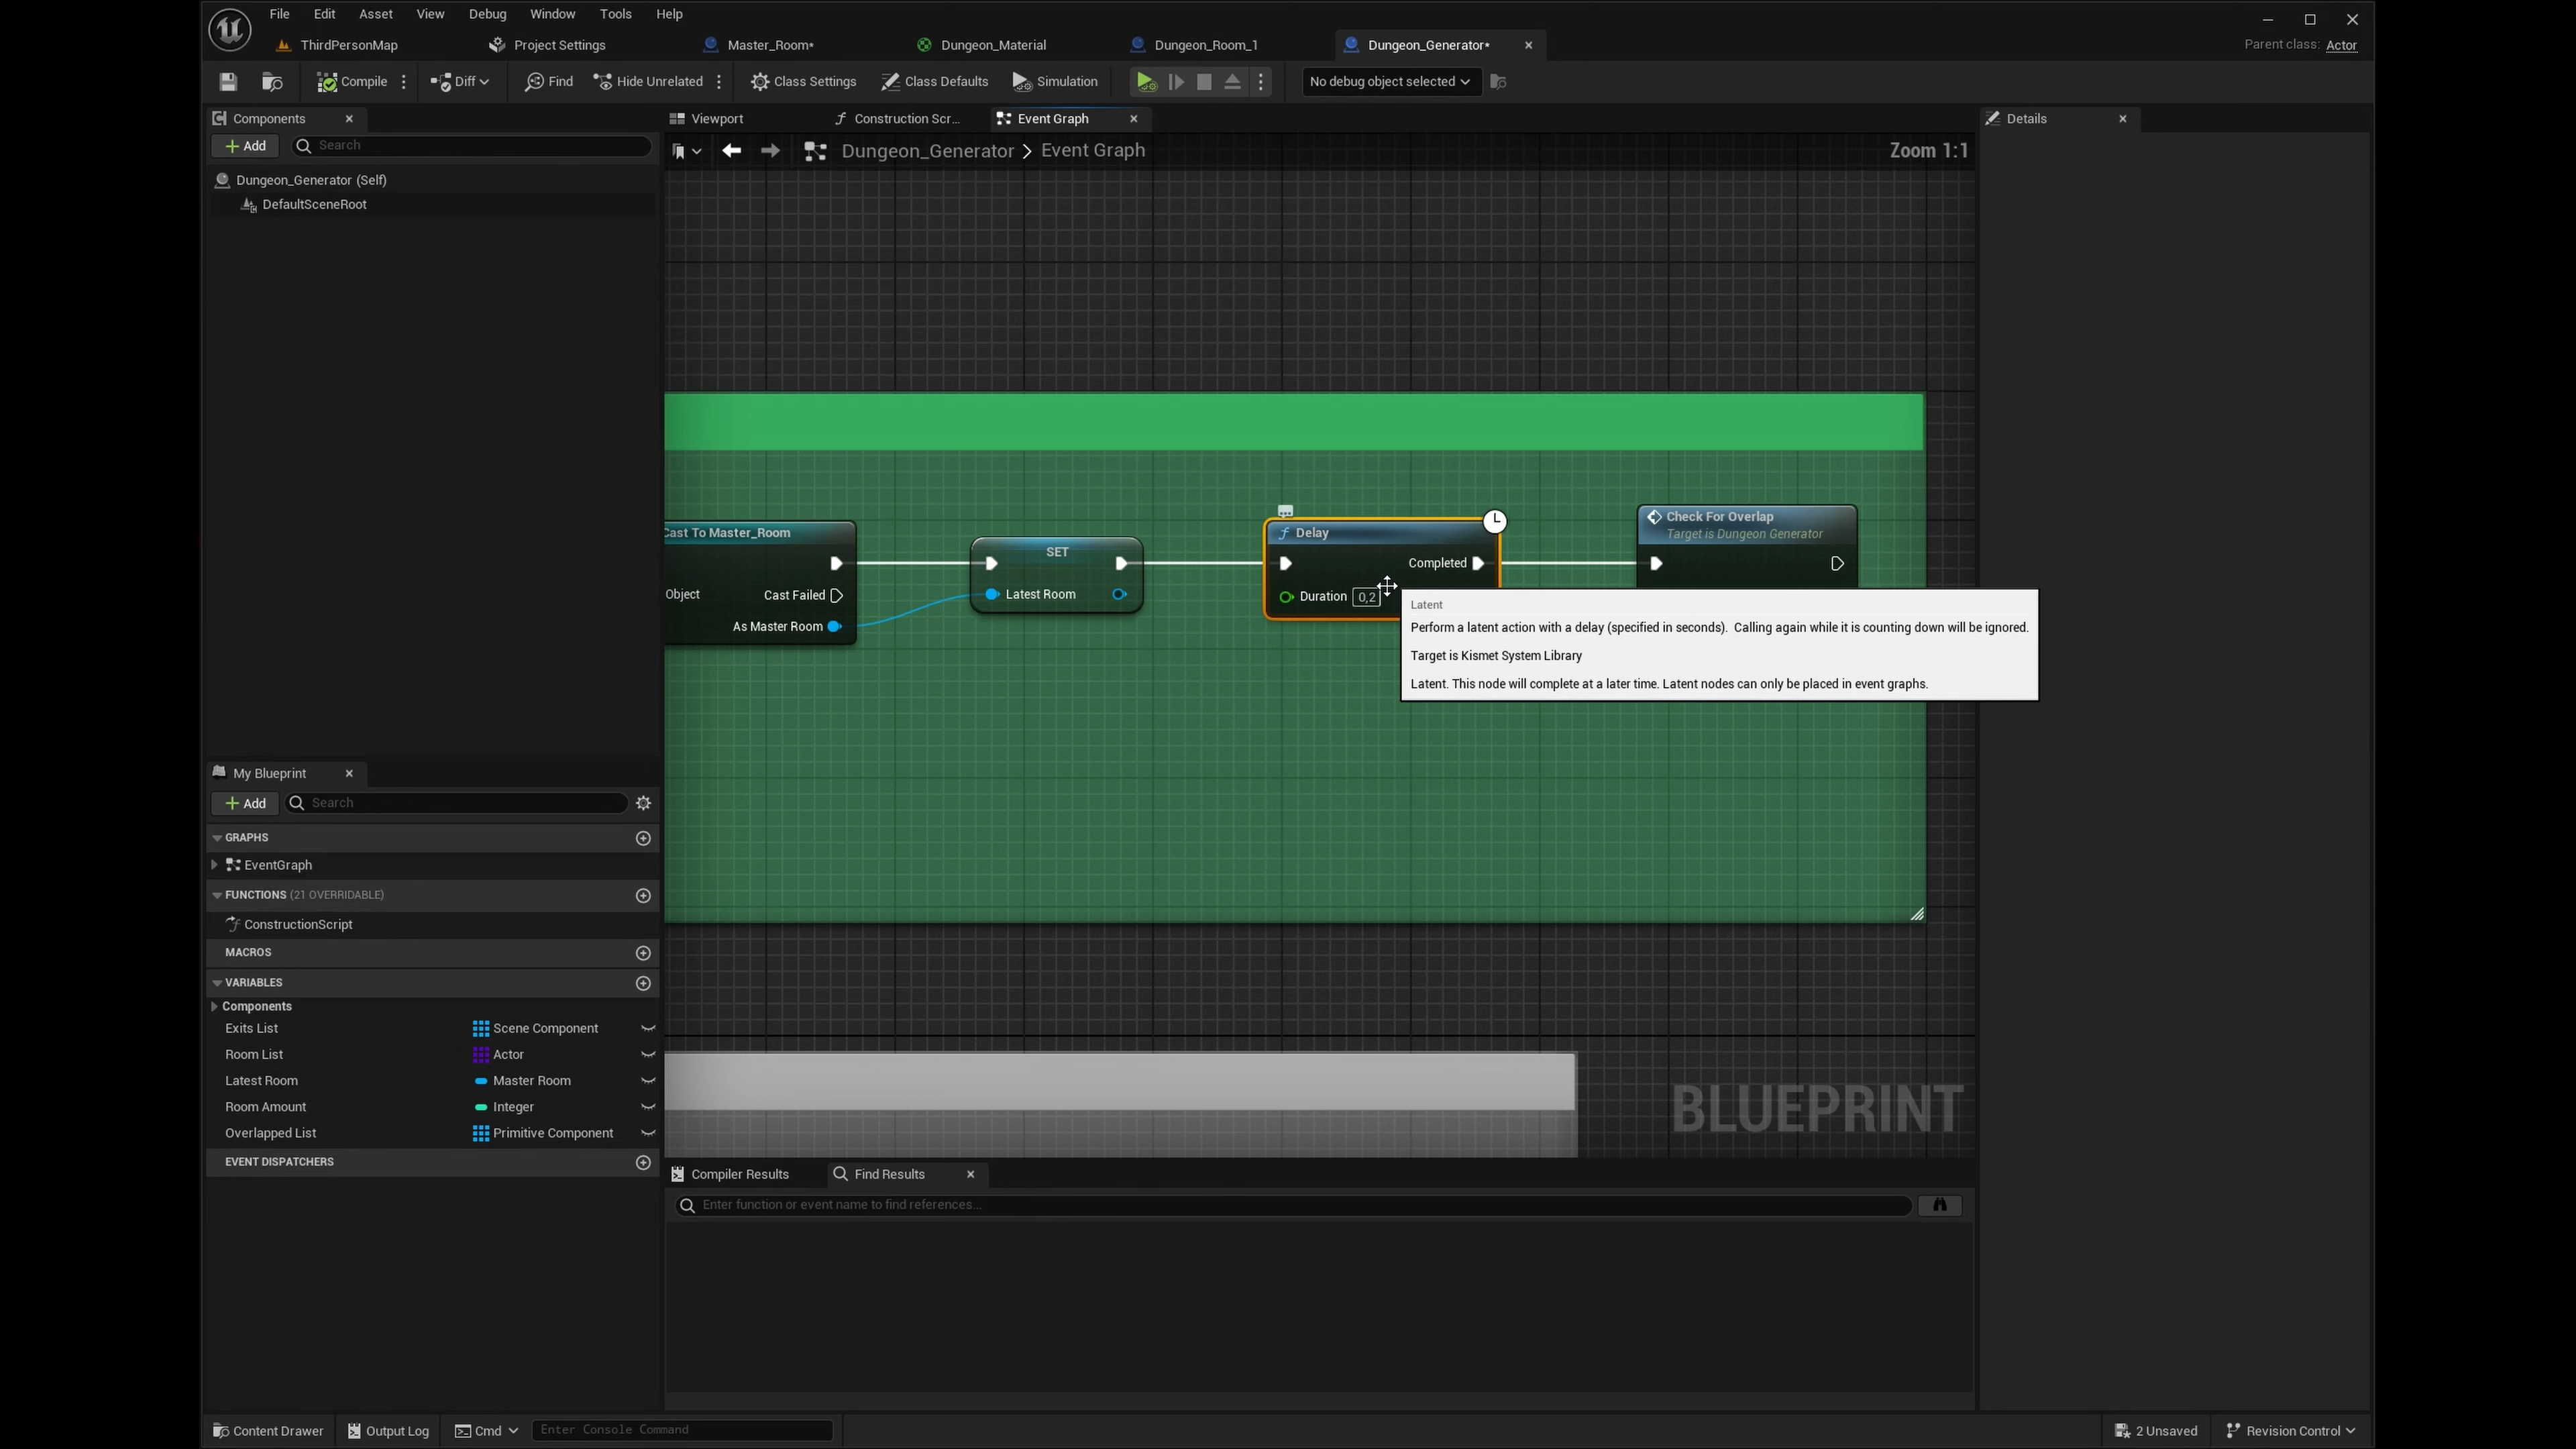 File Edit Asset View Debug Window Tools Help
ThirdPersonMap Project Settings Master_Room* Dungeon_Material Dungeon_Room_1 Dungeon_Generator*
Parent class: Actor
Compile Diff Find Hide Unrelated Class Settings Class Defaults Simulation No debug object selected
Components
Add Search
Dungeon_Generator (Self)
DefaultSceneRoot
Viewport Construction Scr... Event Graph
Dungeon_Generator > Event Graph
Zoom 1:1
Details
Cast To Master_Room
Object Cast Failed
As Master Room
SET
Latest Room
Delay
Completed
Duration 0,2
Check For Overlap
Target is Dungeon Generator
Latent
Perform a latent action with a delay (specified in seconds). Calling again while it is counting down will be ignored.
Target is Kismet System Library
Latent. This node will complete at a later time. Latent nodes can only be placed in event graphs.
BLUEPRINT
My Blueprint
Add Search
GRAPHS
EventGraph
FUNCTIONS (21 OVERRIDABLE)
ConstructionScript
MACROS
VARIABLES
Components
Exits List Scene Component
Room List Actor
Latest Room Master Room
Room Amount Integer
Overlapped List Primitive Component
EVENT DISPATCHERS
Compiler Results Find Results
Enter function or event name to find references...
Content Drawer Output Log Cmd Enter Console Command
2 Unsaved Revision Control